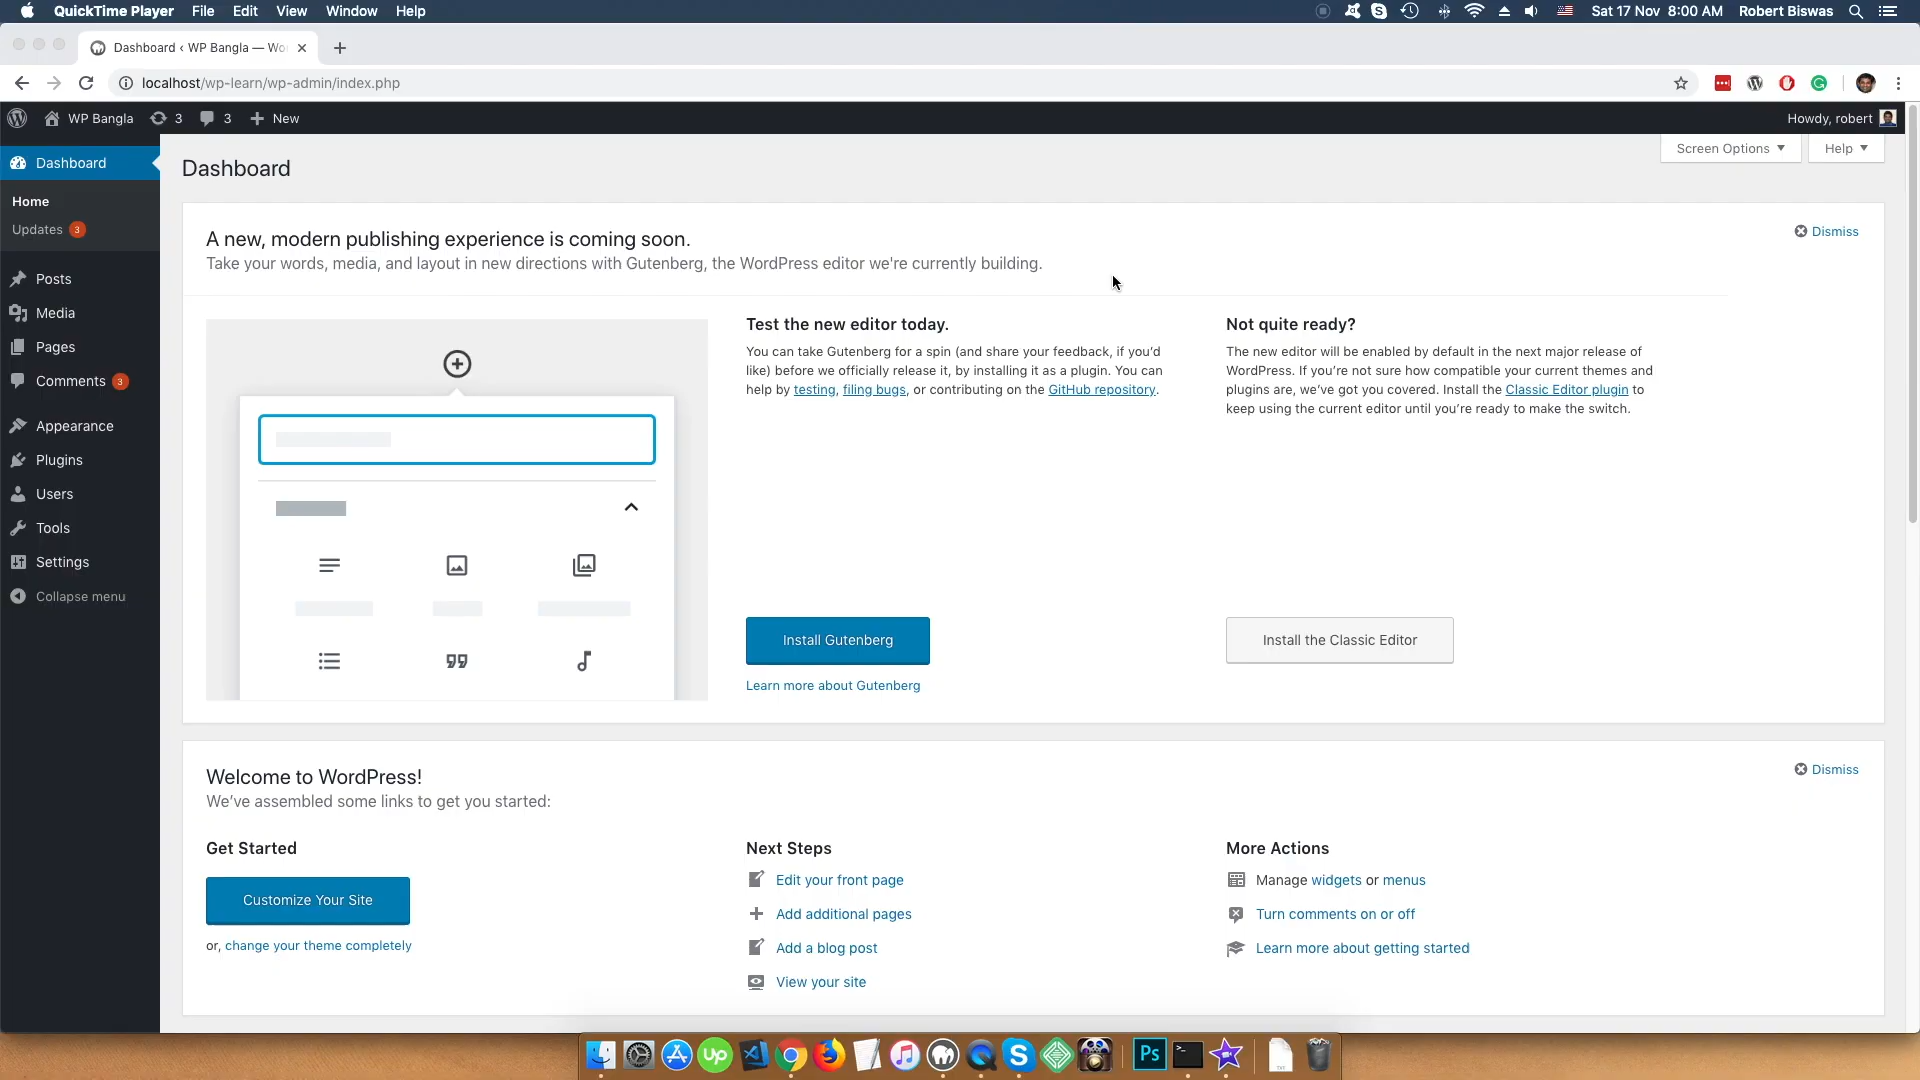 QuickTime Player File Edit View Window Help Sat 17 Nov 8:00 AM Robert Biswas
Dashboard ‹ WP Bangla — Wo
localhost/wp-learn/wp-admin/index.php
WP Bangla 3 3 New Howdy, robert
Dashboard
Home
Updates 3
Posts
Media
Pages
Comments 3
Appearance
Plugins
Users
Tools
Settings
Collapse menu
Screen Options Help
Dashboard
A new, modern publishing experience is coming soon.
Dismiss
Take your words, media, and layout in new directions with Gutenberg, the WordPress editor we're currently building.
Test the new editor today.
You can take Gutenberg for a spin (and share your feedback, if you’d
like) before we officially release it, by installing it as a plugin. You can
help by testing, filing bugs, or contributing on the GitHub repository.
Install Gutenberg
Learn more about Gutenberg
Not quite ready?
The new editor will be enabled by default in the next major release of
WordPress. If you’re not sure how compatible your current themes and
plugins are, we’ve got you covered. Install the Classic Editor plugin to
keep using the current editor until you’re ready to make the switch.
Install the Classic Editor
Welcome to WordPress!
Dismiss
We’ve assembled some links to get you started:
Get Started
Customize Your Site
or, change your theme completely
Next Steps
Edit your front page
Add additional pages
Add a blog post
View your site
More Actions
Manage widgets or menus
Turn comments on or off
Learn more about getting started
Up
Ps